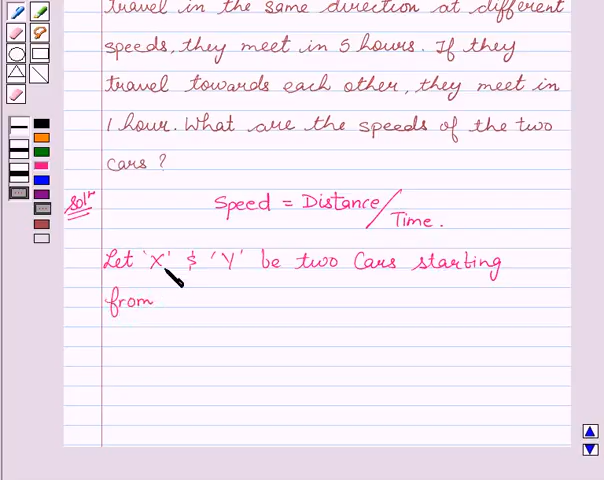 travel in the same direction at different
speeds, they meet in 5 hours. If they
travel towards each other, they meet in
1 hour. What are the speeds of the two
cars?
Solⁿ Speed = Distance/Time.
Let 'X' & 'Y' be two Cars starting
from